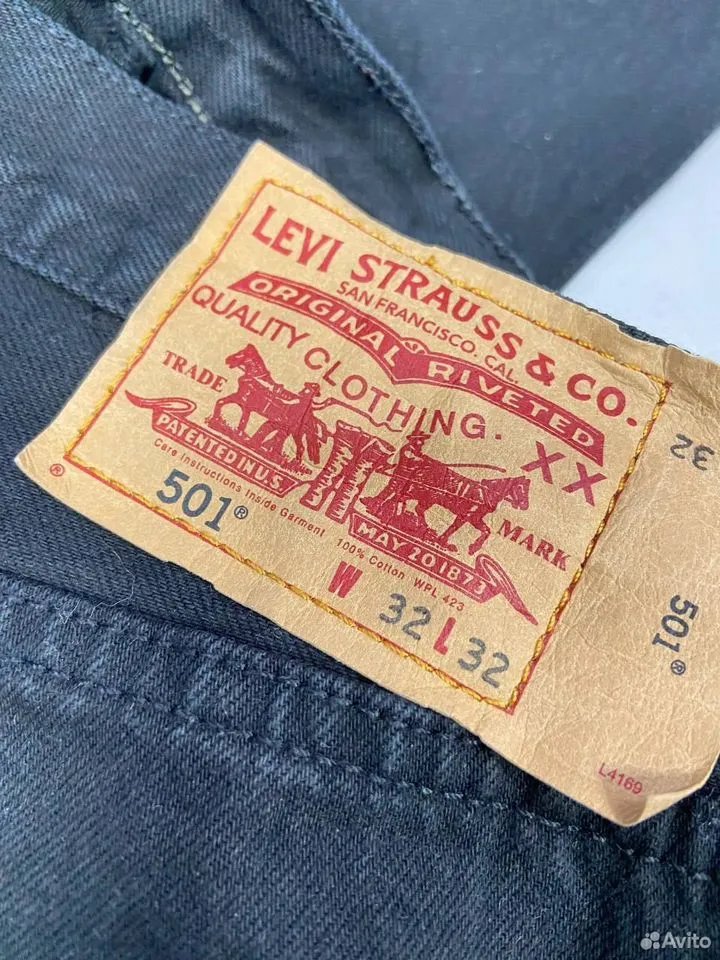 LEVI STRAUSS & CO.
SAN FRANCISCO, CAL.
ORIGINAL RIVETED
QUALITY CLOTHING.
XX
TRADE MARK
PATENTED IN U.S.
MAY 20 1873
Care Instructions Inside Garment 100% Cotton WPL 423
501®
W 32 L 32
®
32
501®
L4169
Avito